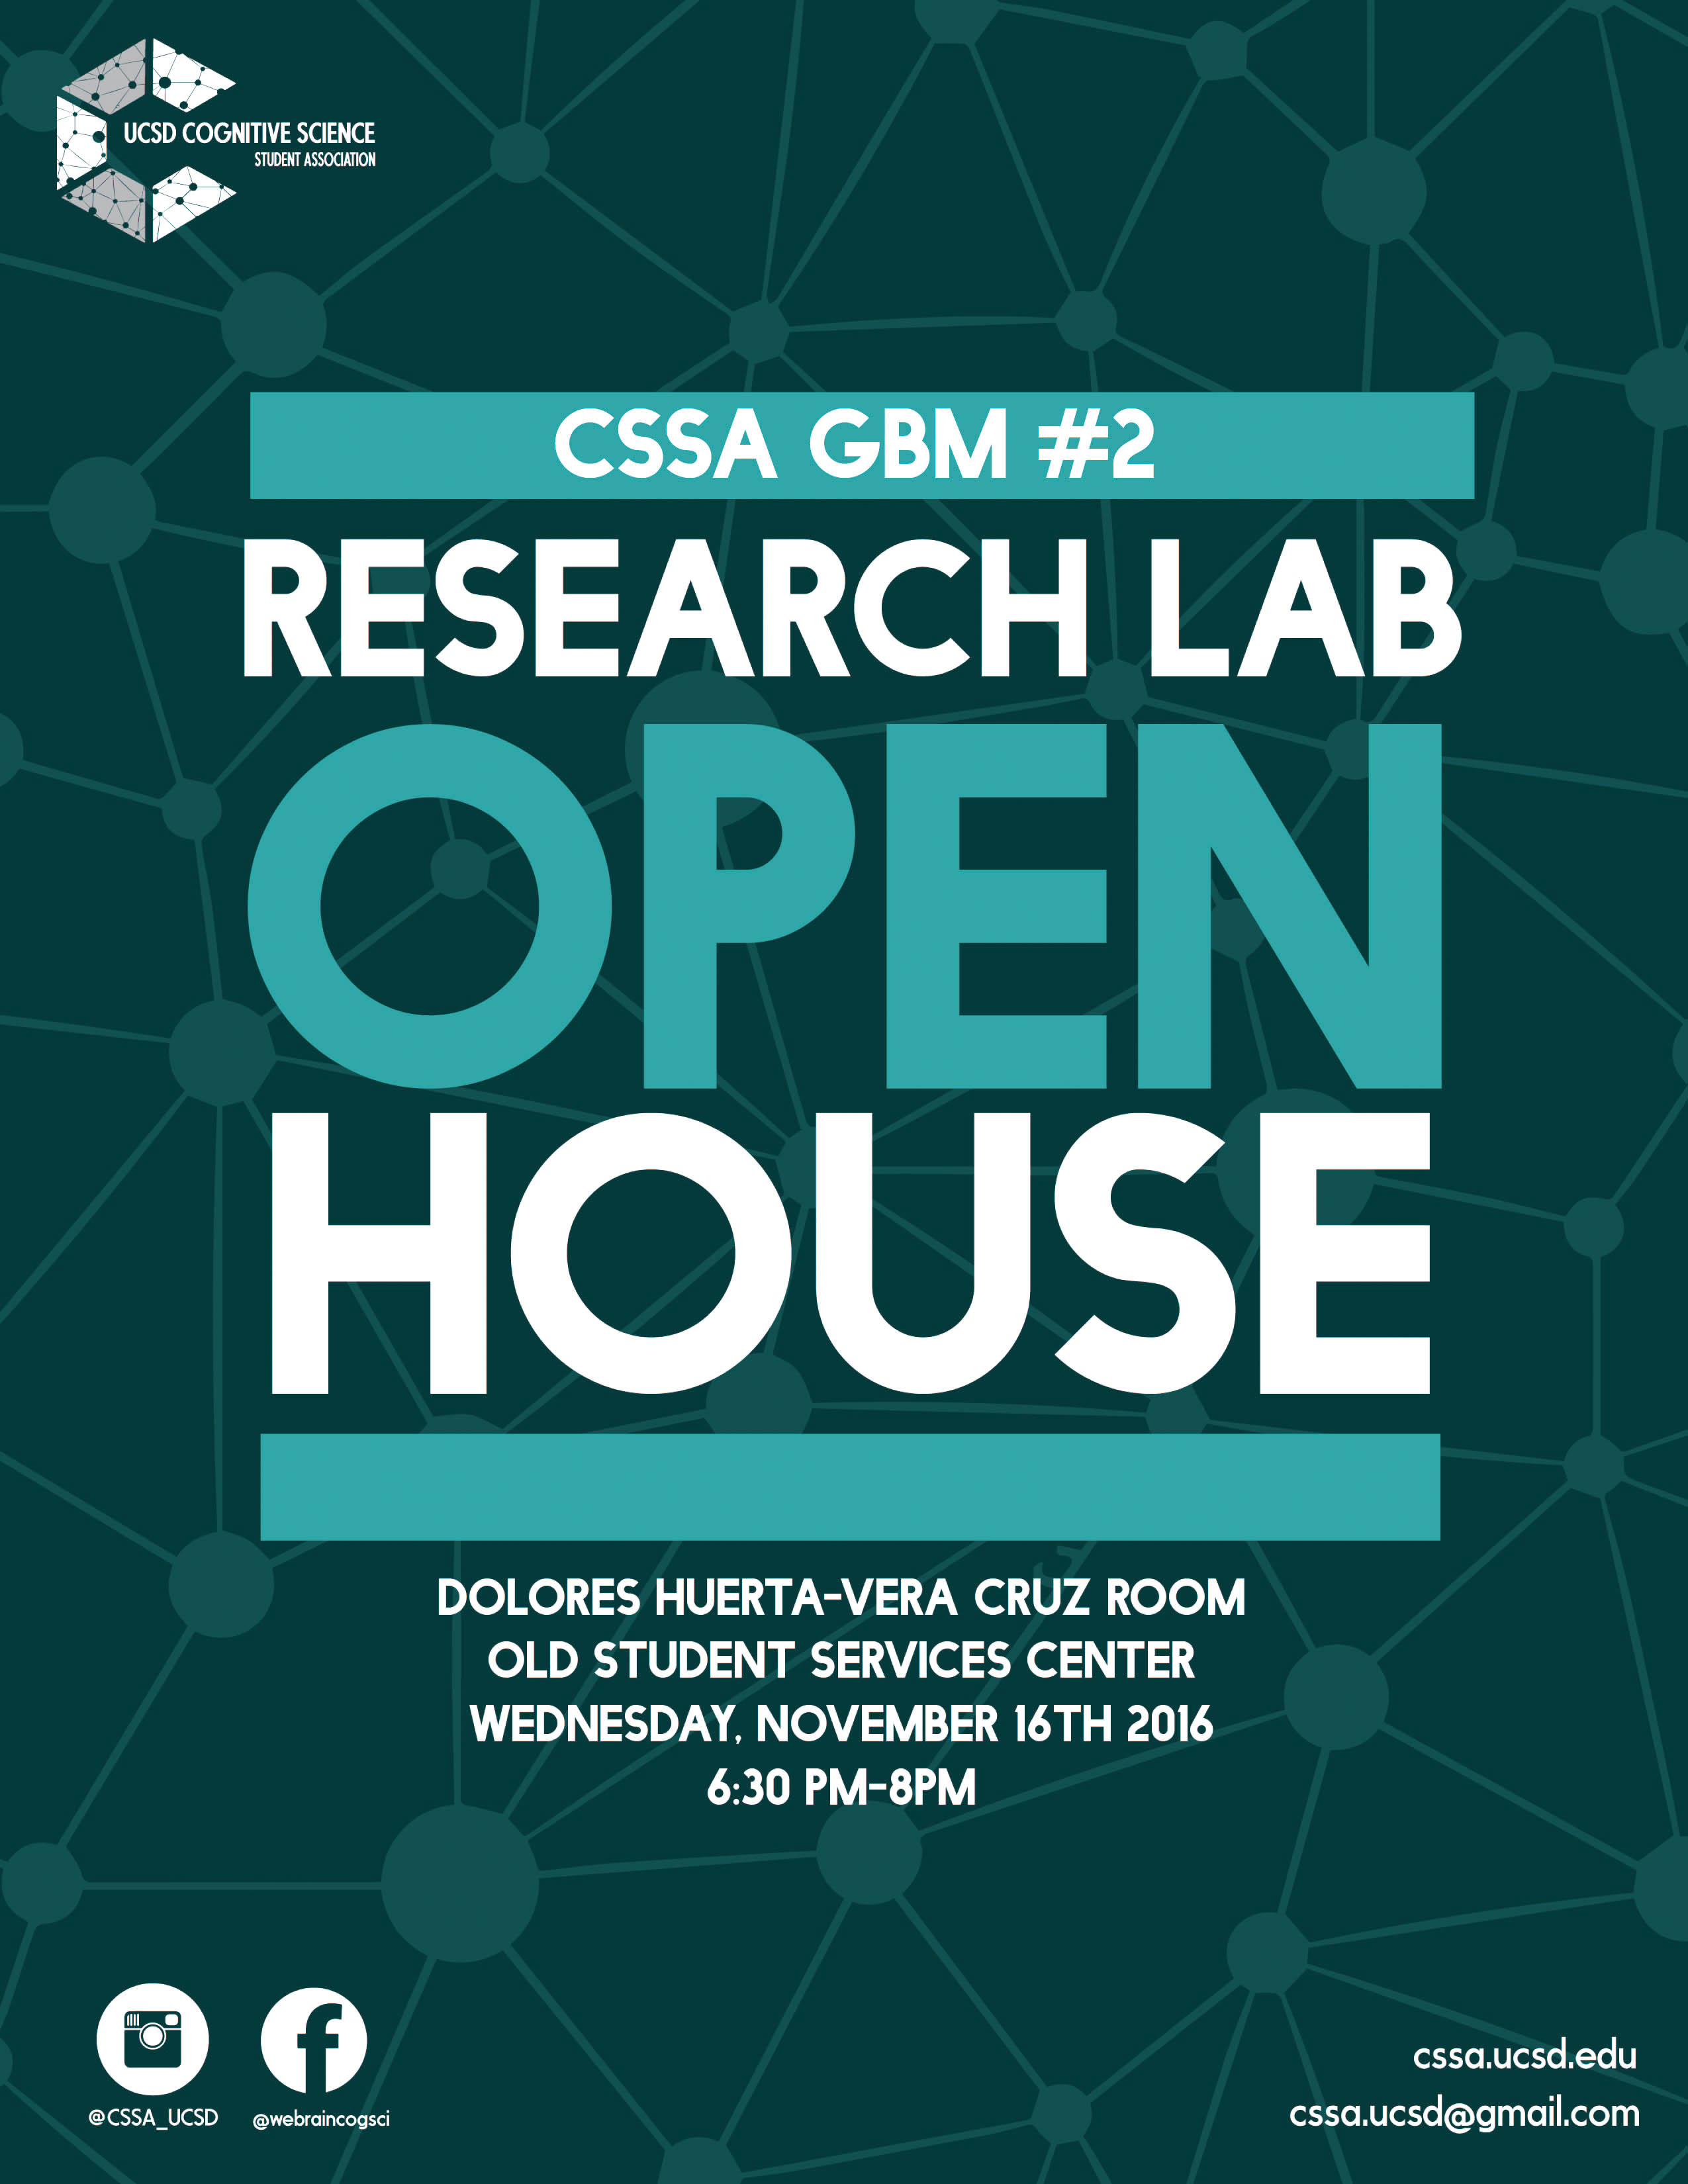 UCSD COGNITIVE SCIENCE
STUDENT ASSOCIATION
CSSA GBM #2
RESEARCH LAB
OPEN
HOUSE
DOLORES HUERTA-VERA CRUZ ROOM
OLD STUDENT SERVICES CENTER
WEDNESDAY, NOVEMBER 16TH 2016
6:30 PM-8PM
@CSSA_UCSD
@webraincogsci
cssa.ucsd.edu
cssa.ucsd@gmail.com